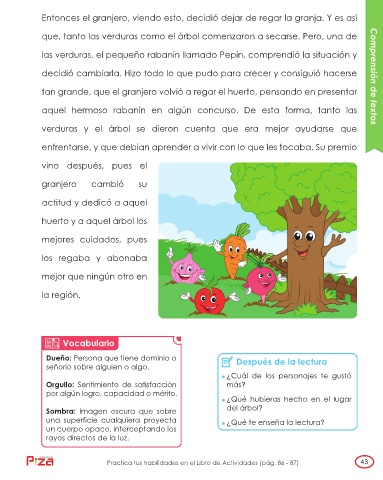 Entonces el granjero, viendo esto, decidió dejar de regar la granja. Y es así
que, tanto las verduras como el árbol comenzaron a secarse. Pero, una de
las verduras, el pequeño rabanín llamado Pepín, comprendió la situación y
decidió cambiarla. Hizo todo lo que pudo para crecer y consiguió hacerse
tan grande, que el granjero volvió a regar el huerto, pensando en presentar
aquel hermoso rabanín en algún concurso. De esta forma, tanto las
verduras y el árbol se dieron cuenta que era mejor ayudarse que
enfrentarse, y que debían aprender a vivir con lo que les tocaba. Su premio
vino después, pues el
granjero cambió su
actitud y dedicó a aquel
huerto y a aquel árbol los
mejores cuidados, pues
los regaba y abonaba
mejor que ningún otro en
la región.
Comprensión de textos
Vocabulario
Dueño: Persona que tiene dominio o
señorío sobre alguien o algo.
Orgullo: Sentimiento de satisfacción
por algún logro, capacidad o mérito.
Sombra: Imagen oscura que sobre
una superficie cualquiera proyecta
un cuerpo opaco, interceptando los
rayos directos de la luz.
Después de la lectura
¿Cuál de los personajes te gustó
más?
¿Qué hubieras hecho en el lugar
del árbol?
¿Qué te enseña la lectura?
Practica tus habilidades en el Libro de Actividades (pág. 86 - 87)
43